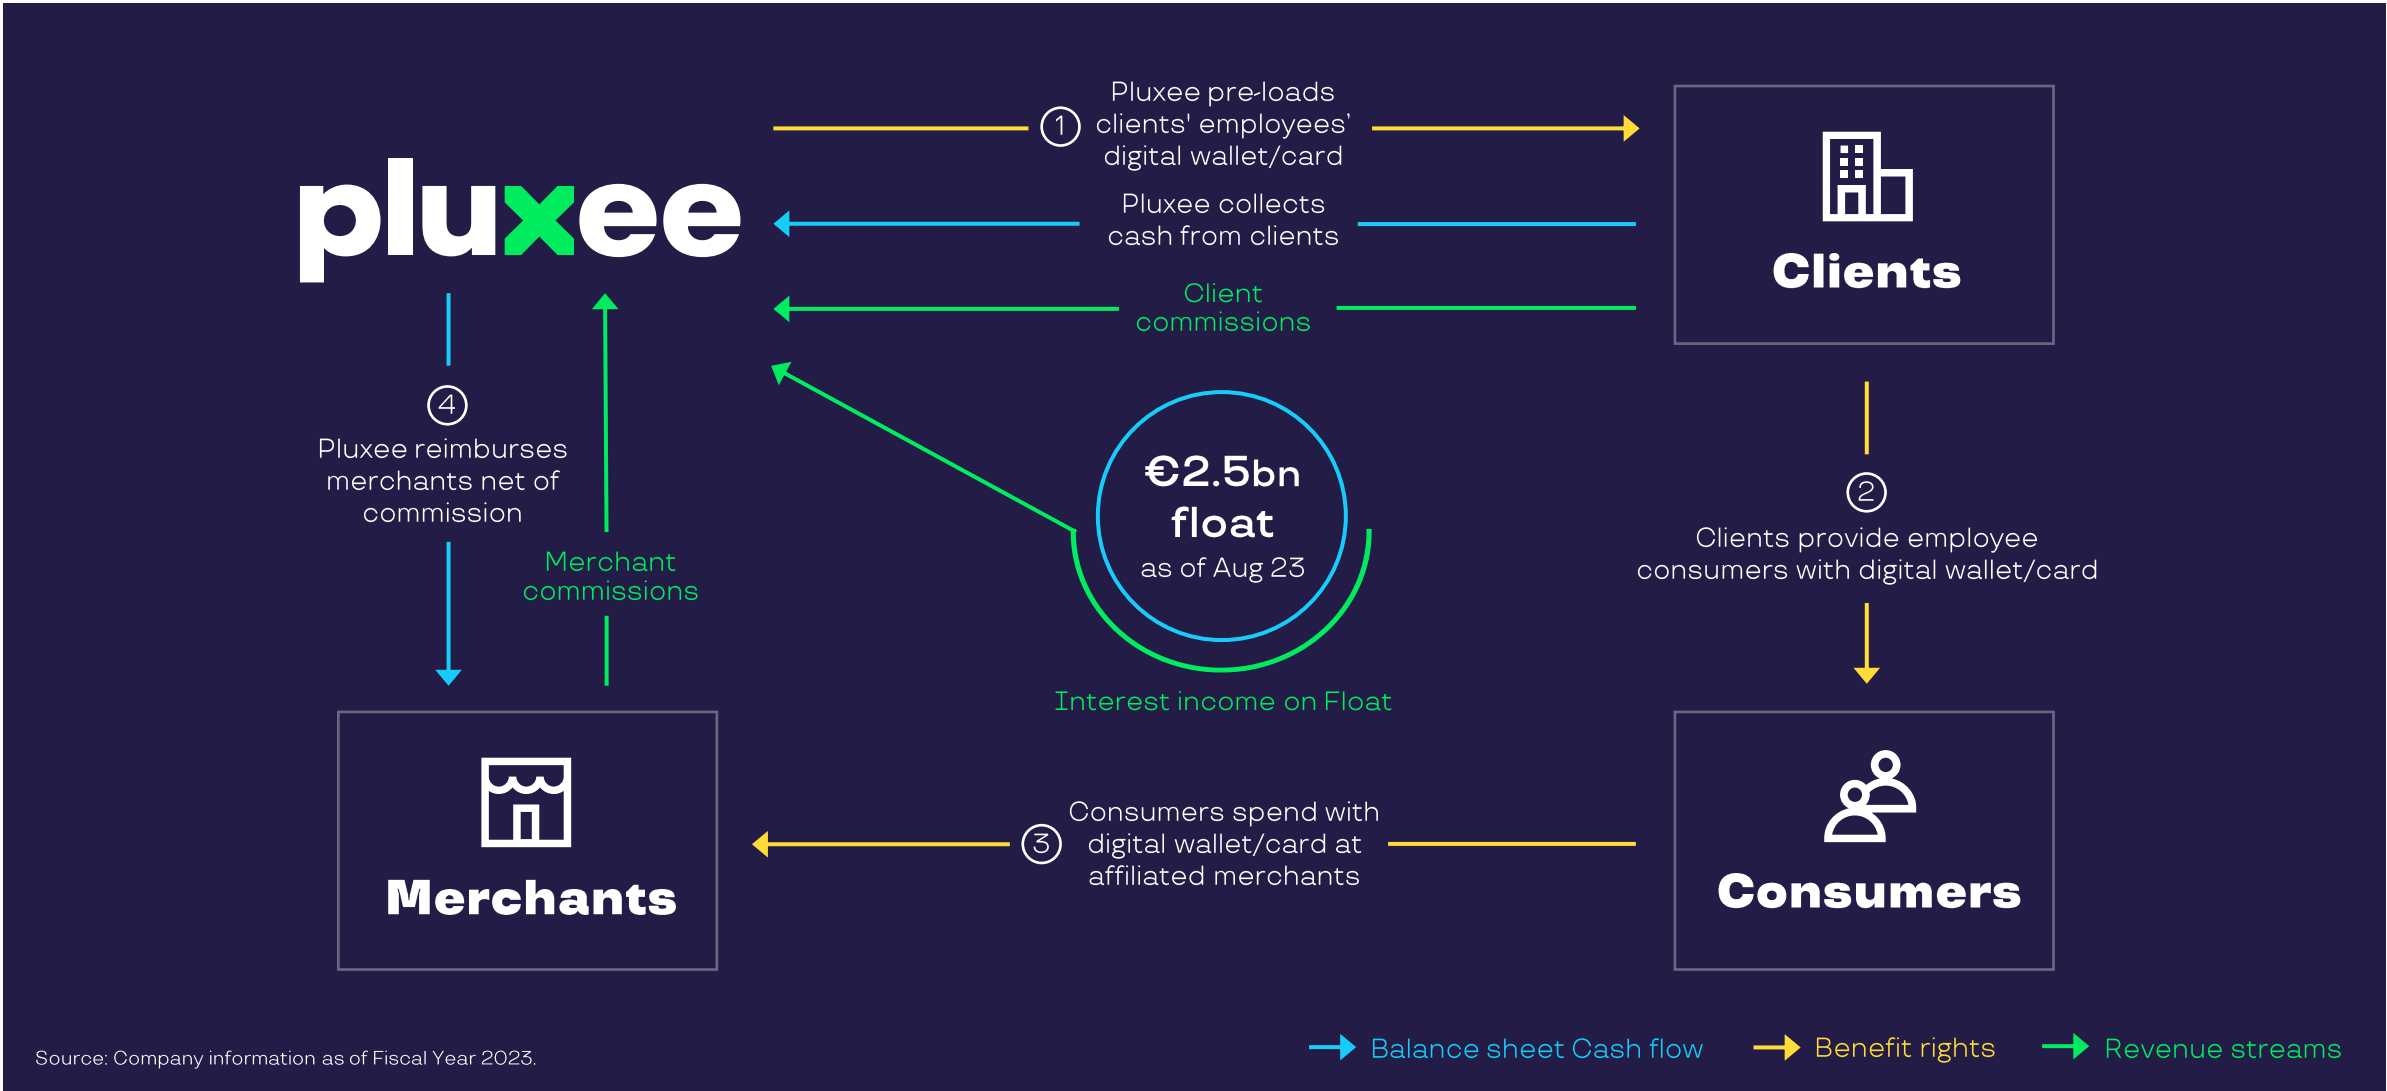 pluxee
1
Pluxee pre-loads
clients' employees’
digital wallet/card
Pluxee collects
cash from clients
Client
commissions
Clients
4
Pluxee reimburses
merchants net of
commission
Merchant
commissions
€2.5bn
float
as of Aug 23
Interest income on Float
2
Clients provide employee
consumers with digital wallet/card
Merchants
3
Consumers spend with
digital wallet/card at
affiliated merchants
Consumers
Source: Company information as of Fiscal Year 2023.
Balance sheet Cash flow
Benefit rights
Revenue streams